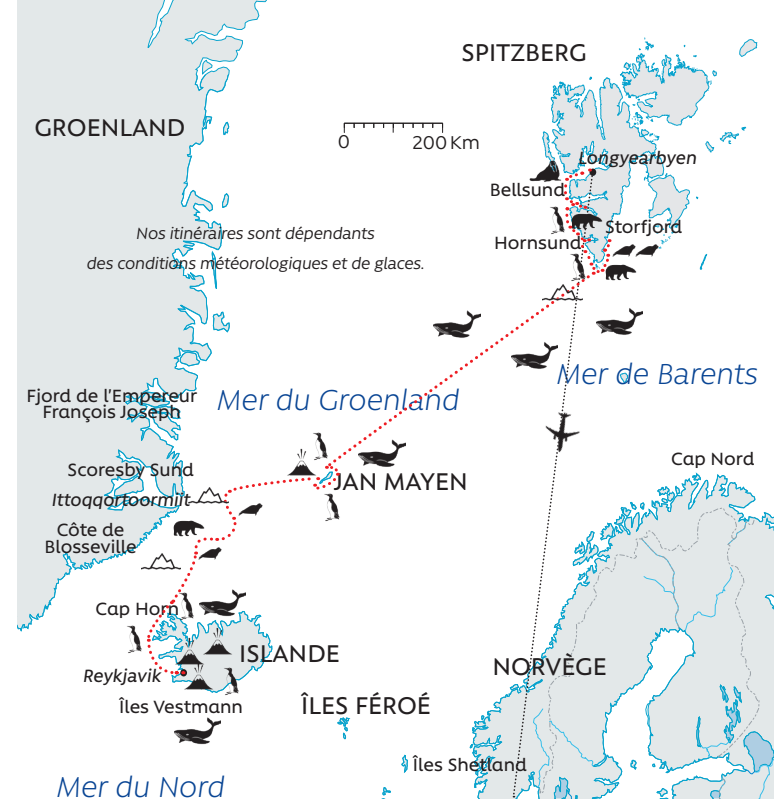 SPITZBERG
GROENLAND
0 200 Km
Longyearbyen
Bellsund
Storfjord
Nos itinéraires sont dépendants
Hornsund
des conditions météorologiques et de glaces.
Mer de Barents
Fjord de l'Empereur
François Joseph
Mer du Groenland
Cap Nord
Scoresby Sund
JAN MAYEN
Ittoqqortoormiit
Côte de
Blosseville
Cap Horn
ISLANDE
NORVÈGE
Reykjavik
Îles Vestmann
ÎLES FÉROÉ
Îles Shetland
Mer du Nord